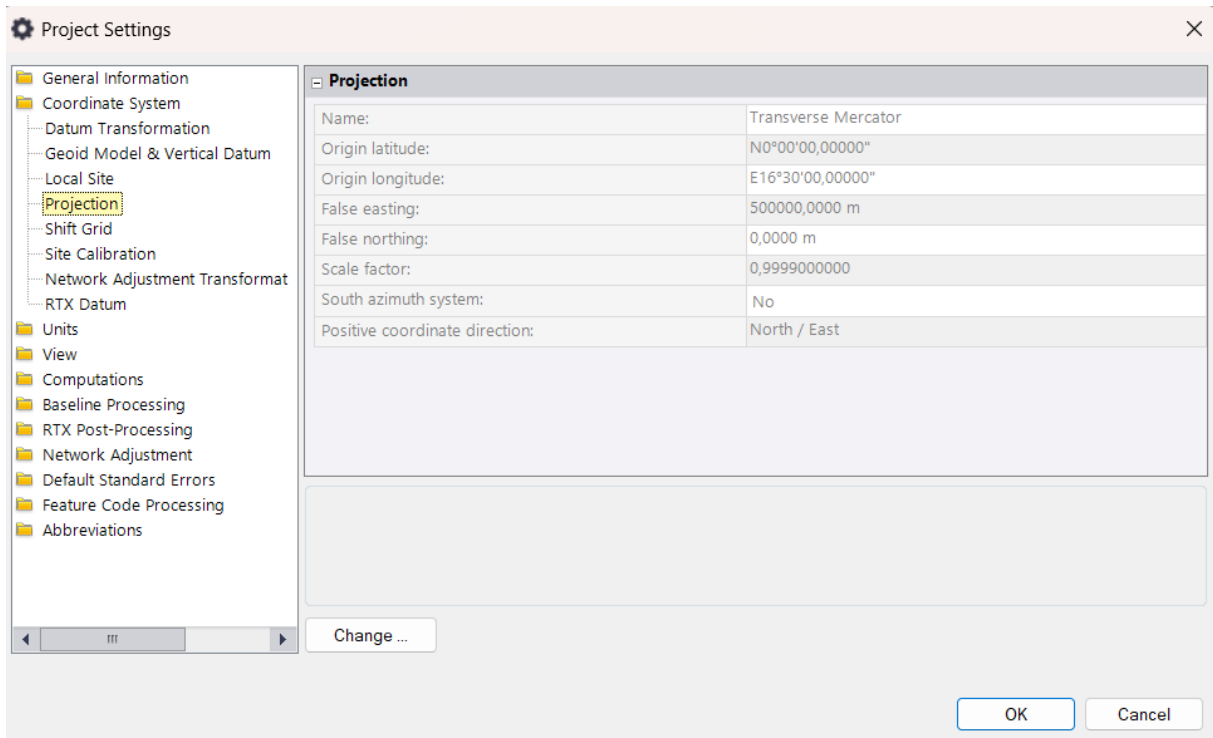 Project Settings
General Information
Coordinate System
Datum Transformation
Geoid Model & Vertical Datum
Local Site
Projection
Shift Grid
Site Calibration
Network Adjustment Transformat
RTX Datum
Units
View
Computations
Baseline Processing
RTX Post-Processing
Network Adjustment
Default Standard Errors
Feature Code Processing
Abbreviations
Projection
Name: Transverse Mercator
Origin latitude: N0°00'00,00000"
Origin longitude: E16°30'00,00000"
False easting: 500000,0000 m
False northing: 0,0000 m
Scale factor: 0,9999000000
South azimuth system: No
Positive coordinate direction: North / East
Change ...
OK Cancel